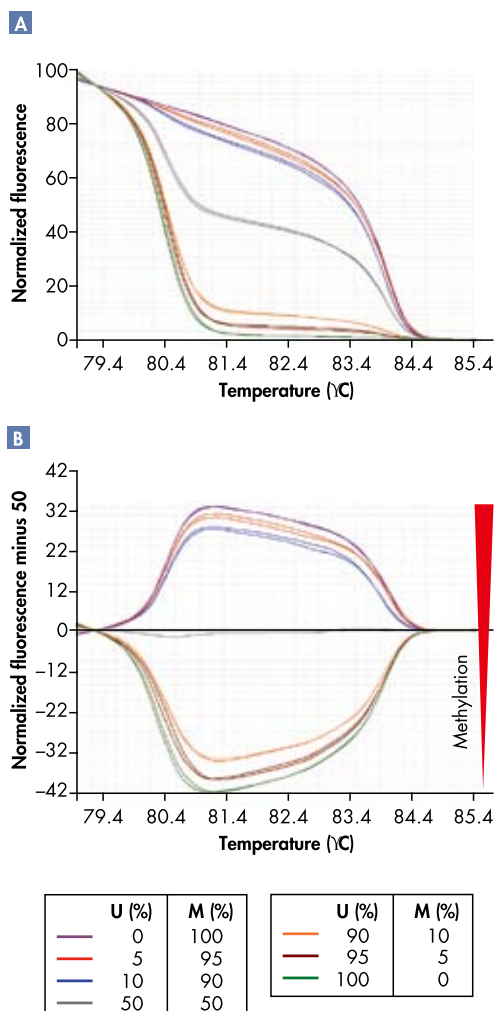 A
Normalized fluorescence
100
80
60
40
20
0
79.4 80.4 81.4 82.4 83.4 84.4 85.4
Temperature (ϒC)
B
Normalized fluorescence minus 50
42
32
22
12
0
–12
–22
–32
–42
Methylation
79.4 80.4 81.4 82.4 83.4 84.4 85.4
Temperature (ϒC)
U (%) M (%)
0 100
5 95
10 90
50 50
U (%) M (%)
90 10
95 5
100 0